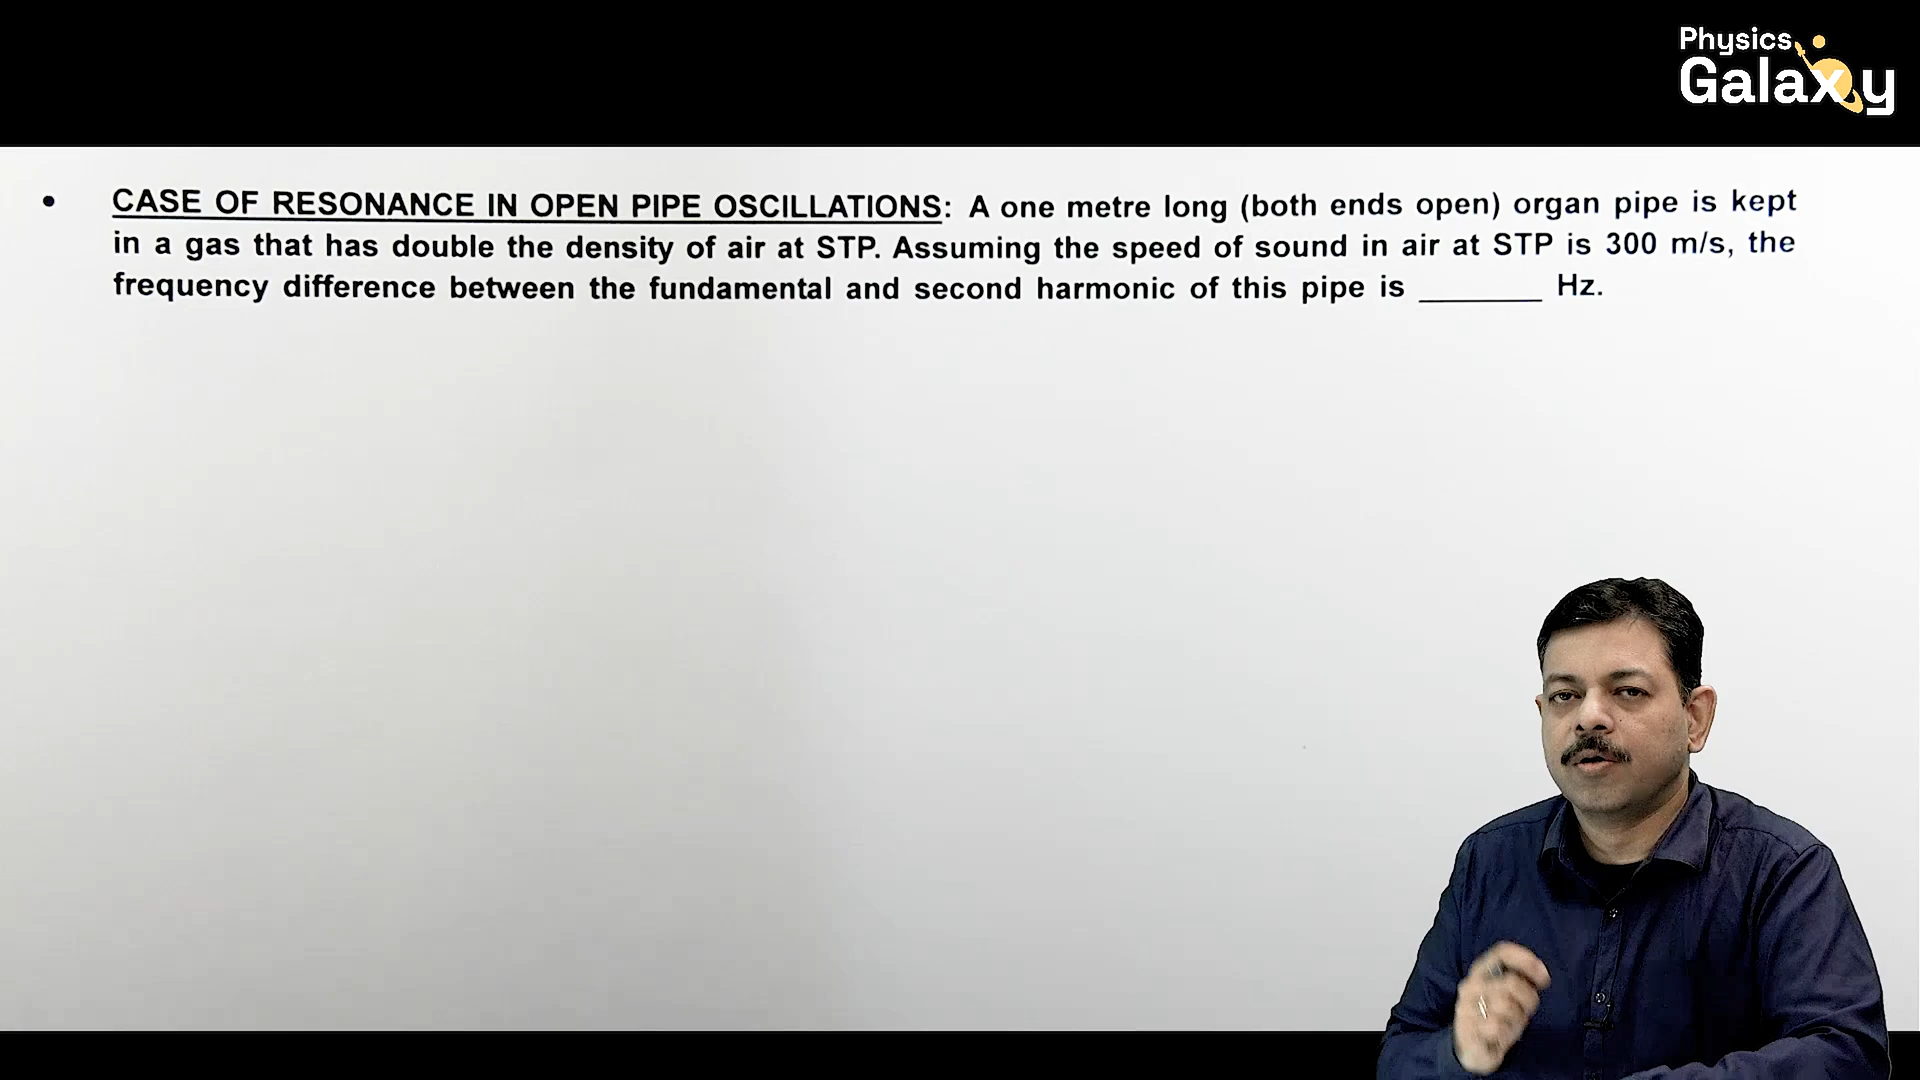 Physics
Galaxy
• CASE OF RESONANCE IN OPEN PIPE OSCILLATIONS: A one metre long (both ends open) organ pipe is kept
in a gas that has double the density of air at STP. Assuming the speed of sound in air at STP is 300 m/s, the
frequency difference between the fundamental and second harmonic of this pipe is _______ Hz.